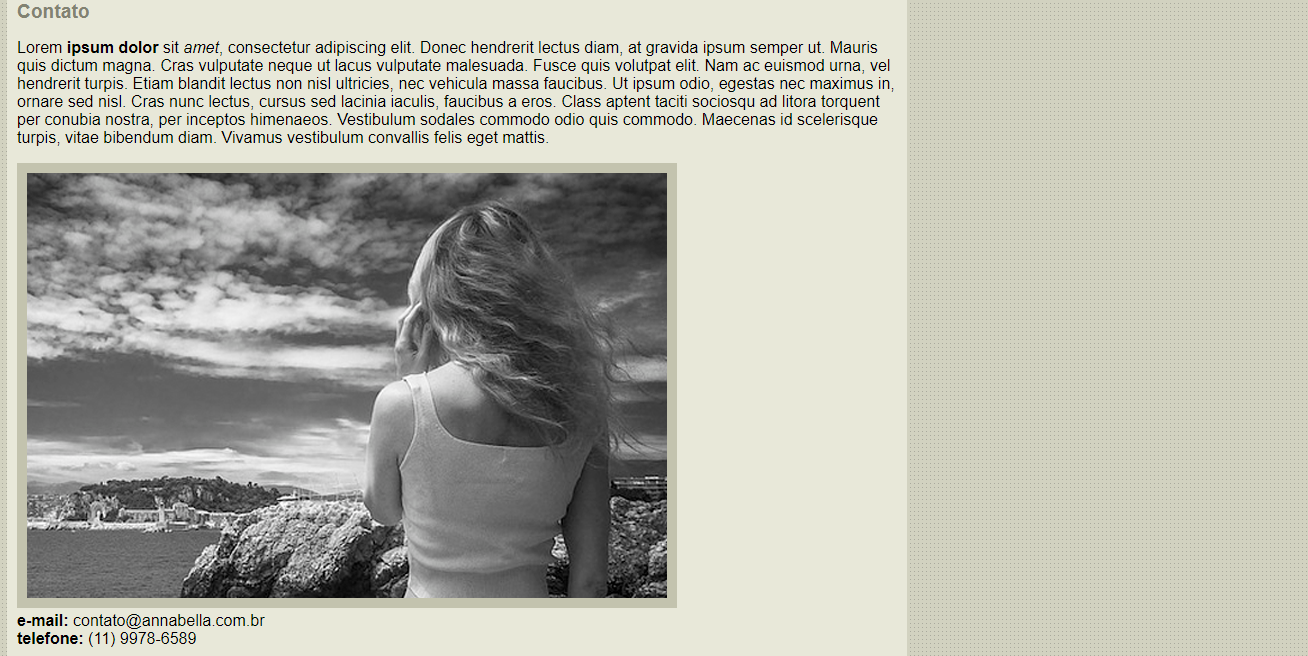 Contato
Lorem ipsum dolor sit amet, consectetur adipiscing elit. Donec hendrerit lectus diam, at gravida ipsum semper ut. Mauris
quis dictum magna. Cras vulputate neque ut lacus vulputate malesuada. Fusce quis volutpat elit. Nam ac euismod urna, vel
hendrerit turpis. Etiam blandit lectus non nisl ultricies, nec vehicula massa faucibus. Ut ipsum odio, egestas nec maximus in,
ornare sed nisl. Cras nunc lectus, cursus sed lacinia iaculis, faucibus a eros. Class aptent taciti sociosqu ad litora torquent
per conubia nostra, per inceptos himenaeos. Vestibulum sodales commodo odio quis commodo. Maecenas id scelerisque
turpis, vitae bibendum diam. Vivamus vestibulum convallis felis eget mattis.
e-mail: contato@annabella.com.br
telefone: (11) 9978-6589